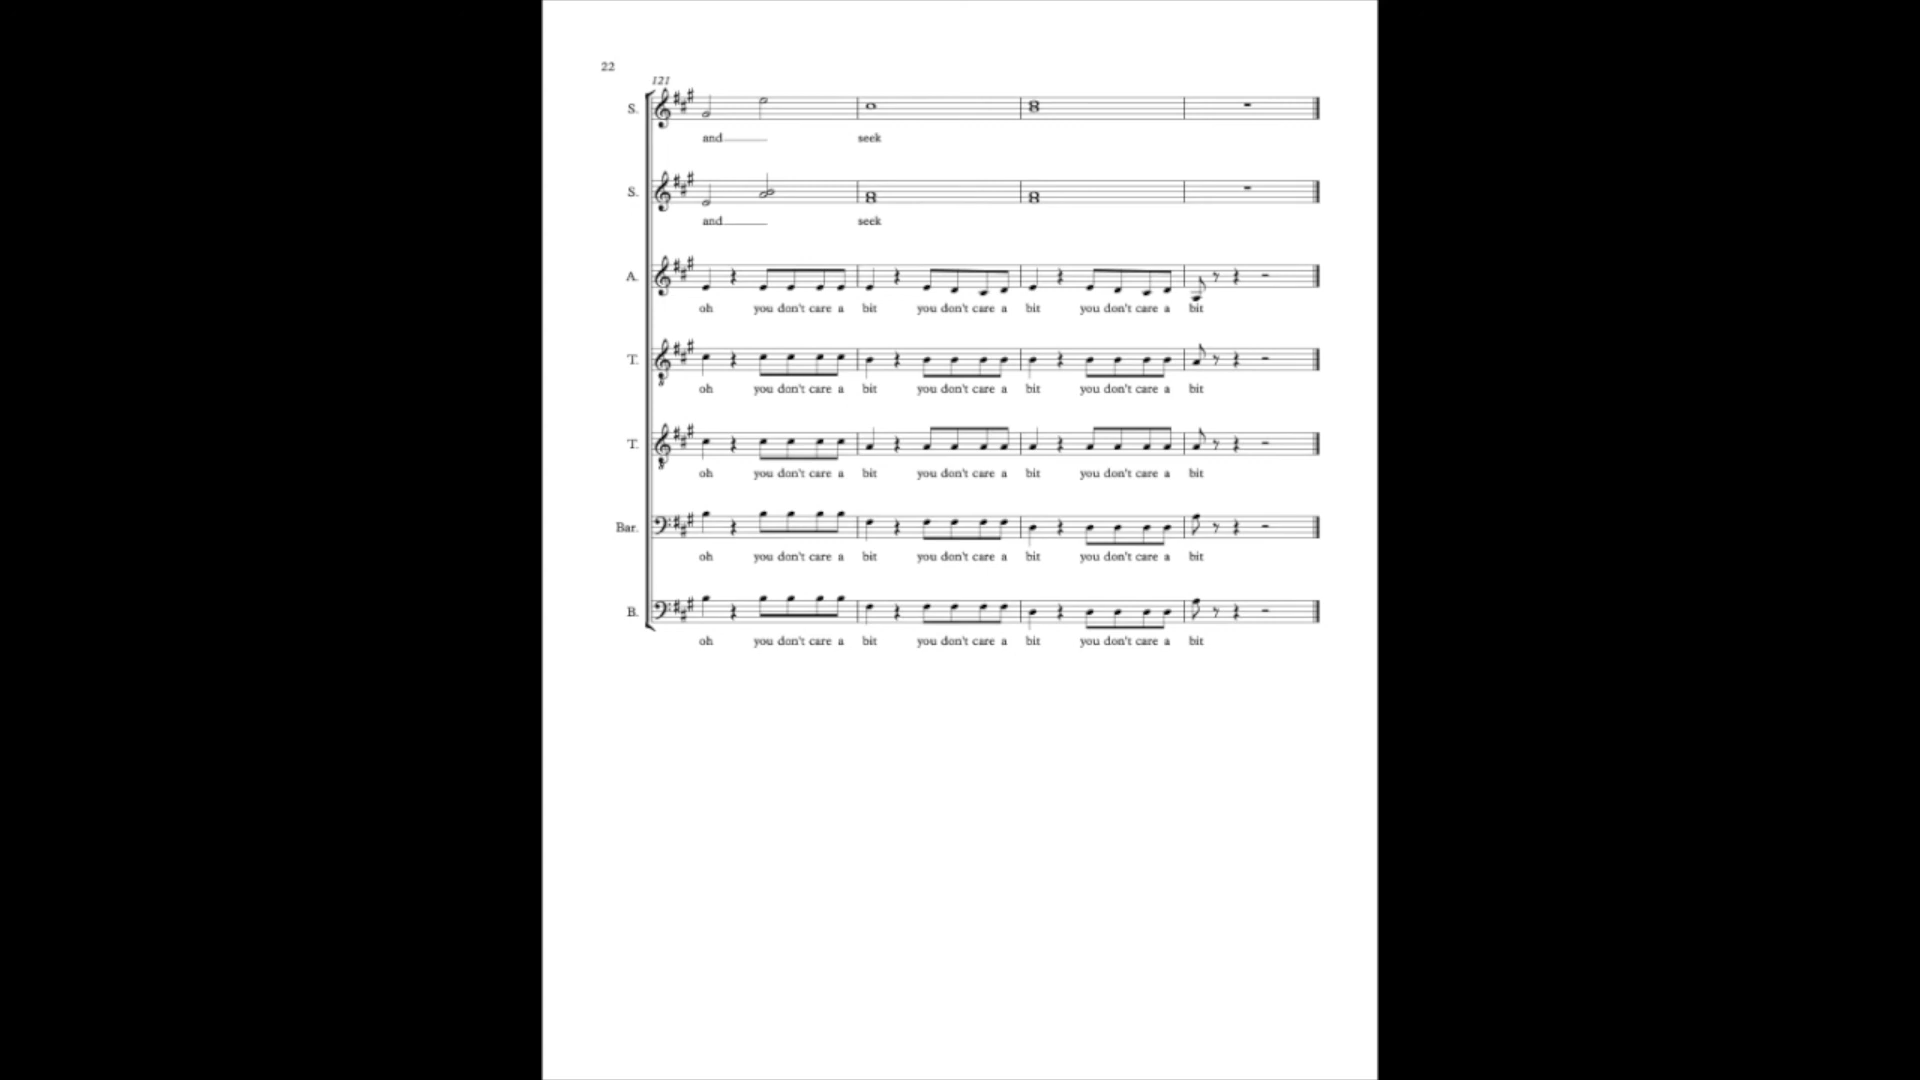 22
121
S.
and
seek
S.
and
seek
A.
oh you don't care a bit you don't care a bit you don't care a bit
T.
oh you don't care a bit you don't care a bit you don't care a bit
T.
oh you don't care a bit you don't care a bit you don't care a bit
Bar.
oh you don't care a bit you don't care a bit you don't care a bit
B.
oh you don't care a bit you don't care a bit you don't care a bit